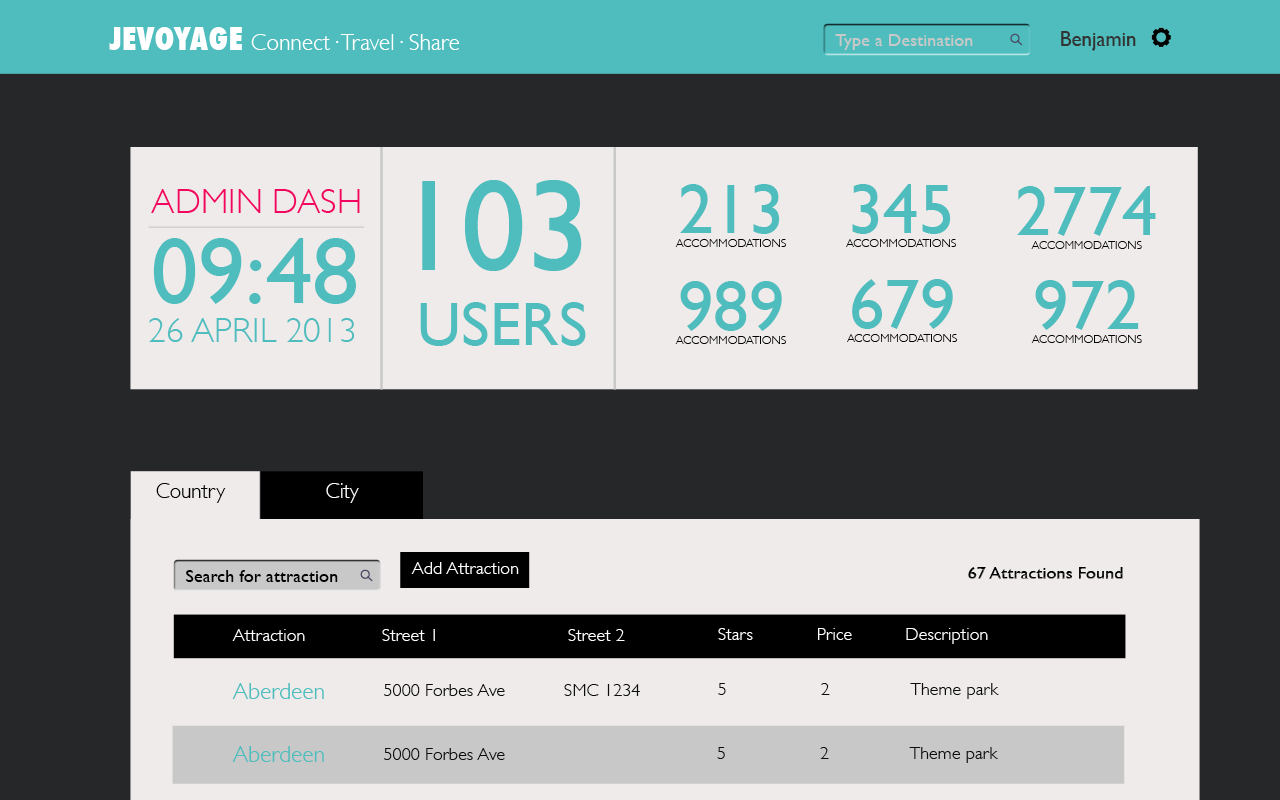 JEVOYAGE Connect · Travel · Share
Type a Destination
Benjamin
ADMIN DASH
09:48
26 APRIL 2013
103
USERS
213 345 2774
ACCOMMODATIONS ACCOMMODATIONS ACCOMMODATIONS
989 679 972
ACCOMMODATIONS ACCOMMODATIONS ACCOMMODATIONS
Country City
Search for attraction Add Attraction 67 Attractions Found
Attraction Street 1 Street 2 Stars Price Description
Aberdeen 5000 Forbes Ave SMC 1234 5 2 Theme park
Aberdeen 5000 Forbes Ave 5 2 Theme park